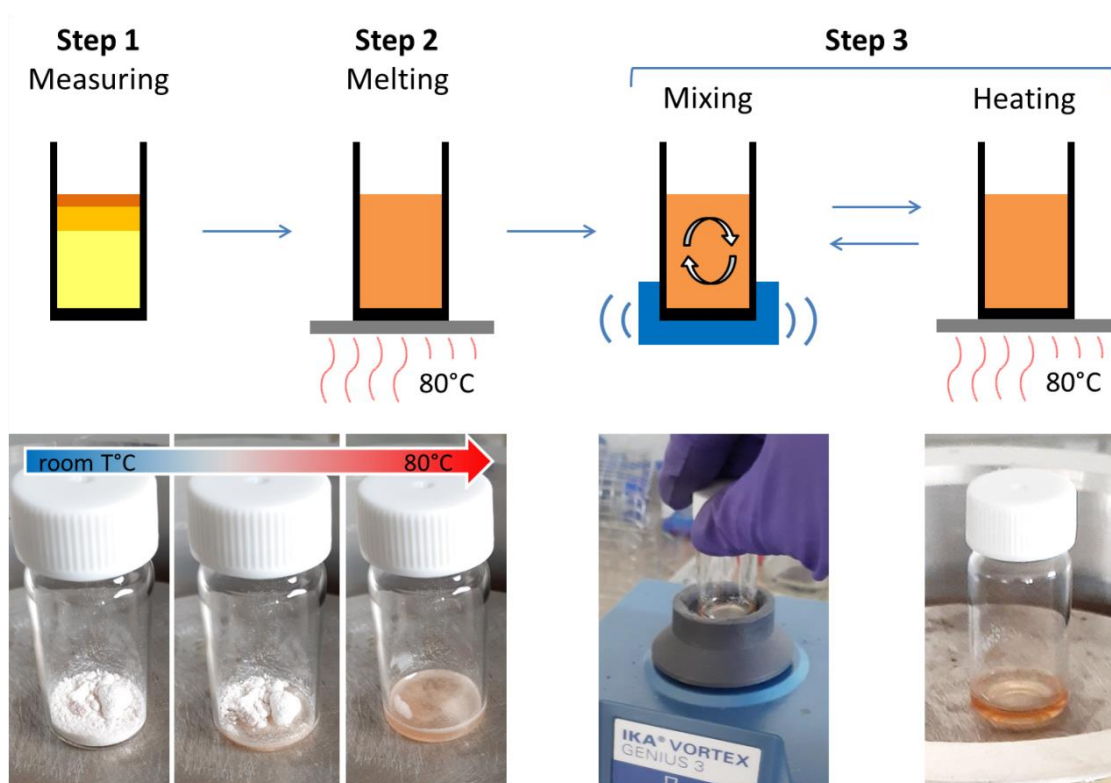 Step 1
Measuring
Step 2
Melting
Step 3
Mixing
Heating
80°C
80°C
room T°C
80°C
IKA® VORTEX
GENIUS 3